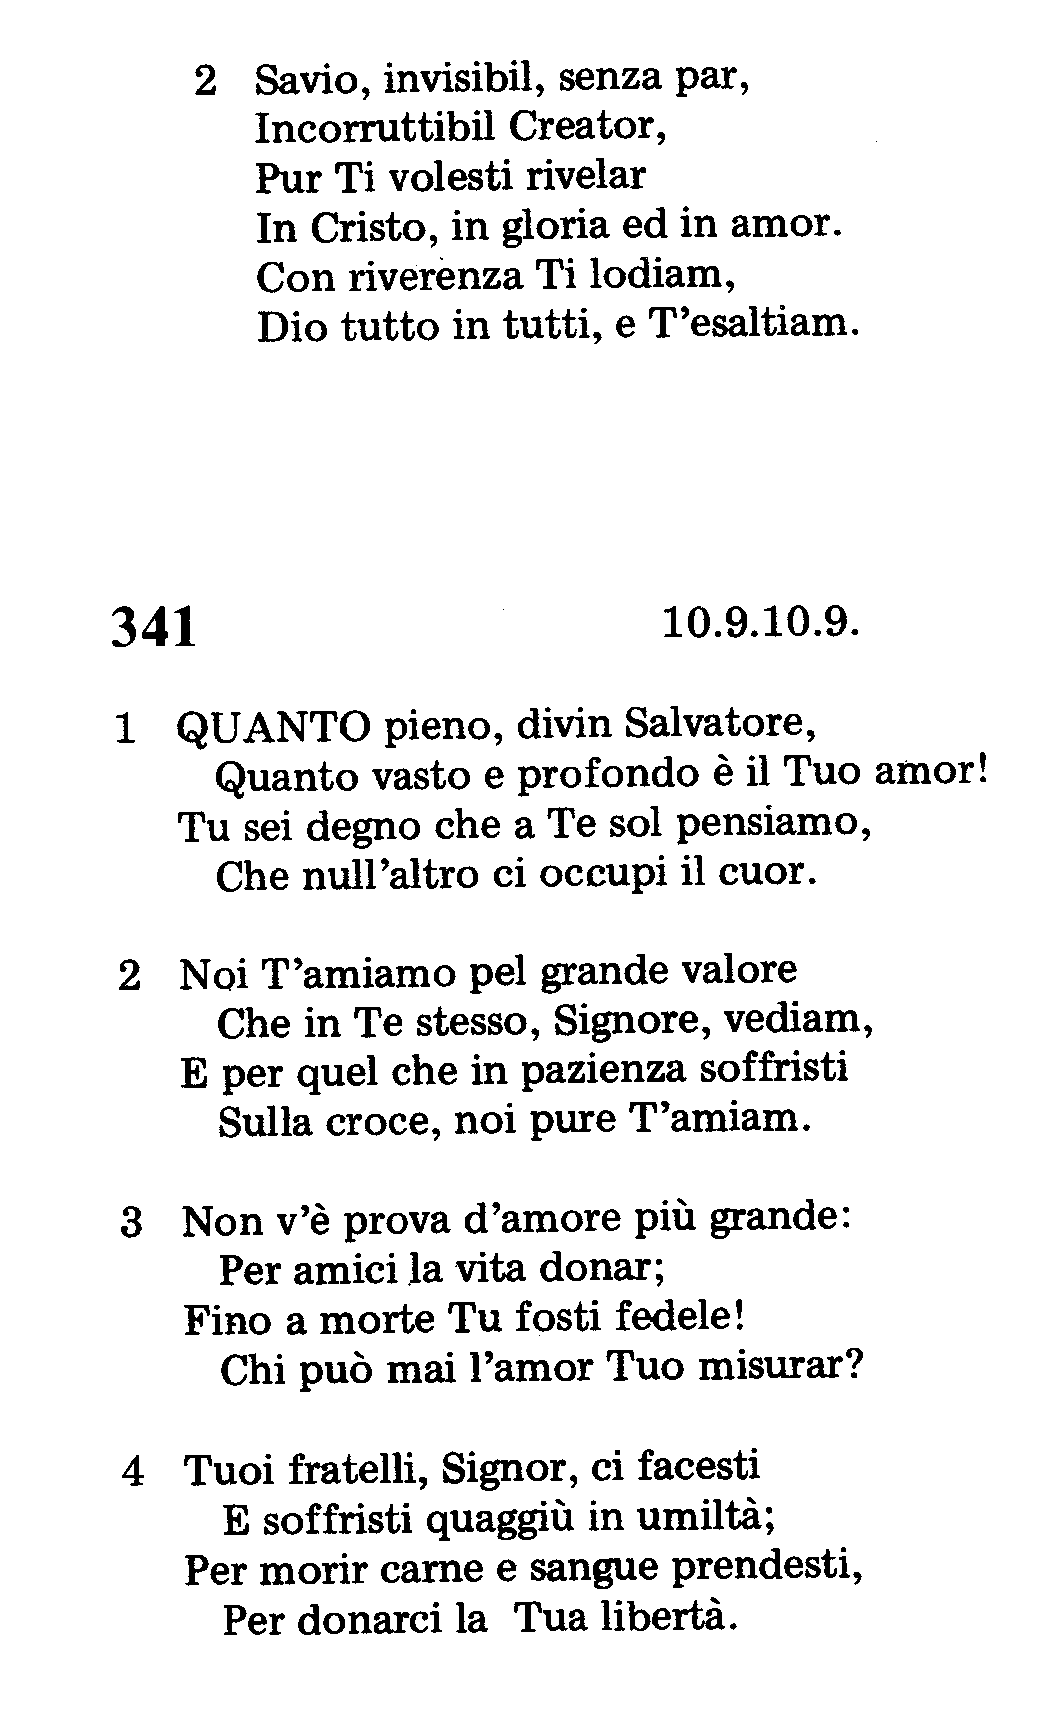 2 Savio, invisibil, senza par,
Incorruttibil Creator,
Pur Ti volesti rivelar
In Cristo, in gloria ed in amor.
Con riverenza Ti lodiam,
Dio tutto in tutti, e T'esaltiam.
341 10.9.10.9.
1 QUANTO pieno, divin Salvatore,
Quanto vasto e profondo è il Tuo amor!
Tu sei degno che a Te sol pensiamo,
Che null'altro ci occupi il cuor.
2 Noi T'amiamo pel grande valore
Che in Te stesso, Signore, vediam,
E per quel che in pazienza soffristi
Sulla croce, noi pure T'amiam.
3 Non v'è prova d'amore più grande:
Per amici la vita donar;
Fino a morte Tu fosti fedele!
Chi può mai l'amor Tuo misurar?
4 Tuoi fratelli, Signor, ci facesti
E soffristi quaggiù in umiltà;
Per morir carne e sangue prendesti,
Per donarci la Tua libertà.